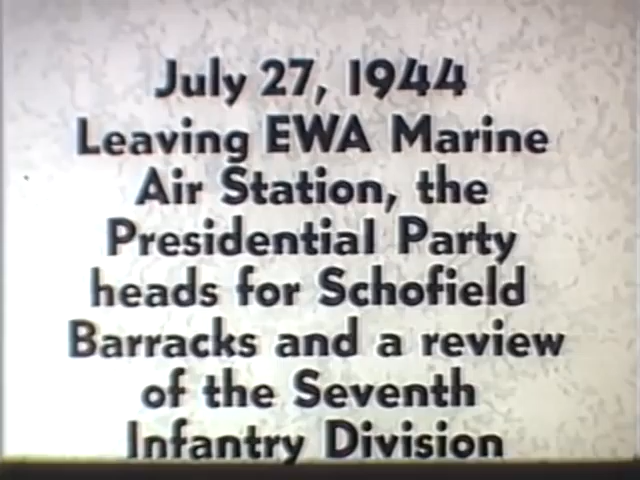 July 27, 1944
Leaving EWA Marine
Air Station, the
Presidential Party
heads for Schofield
Barracks and a review
of the Seventh
Infantry Division